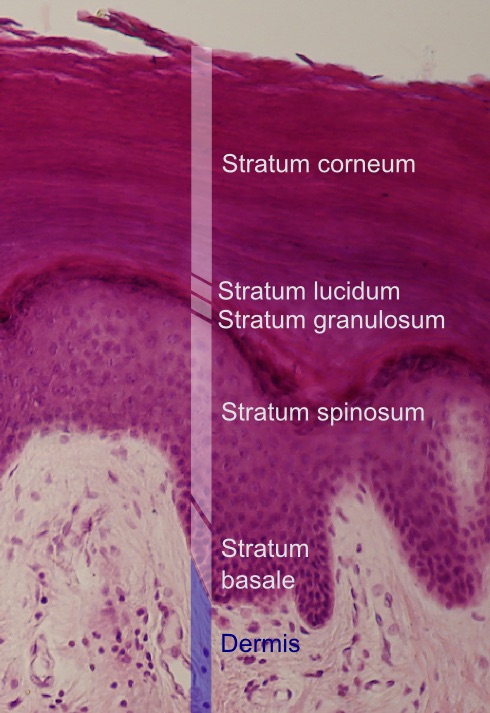 Stratum corneum
Stratum lucidum
Stratum granulosum
Stratum spinosum
Stratum
basale
Dermis